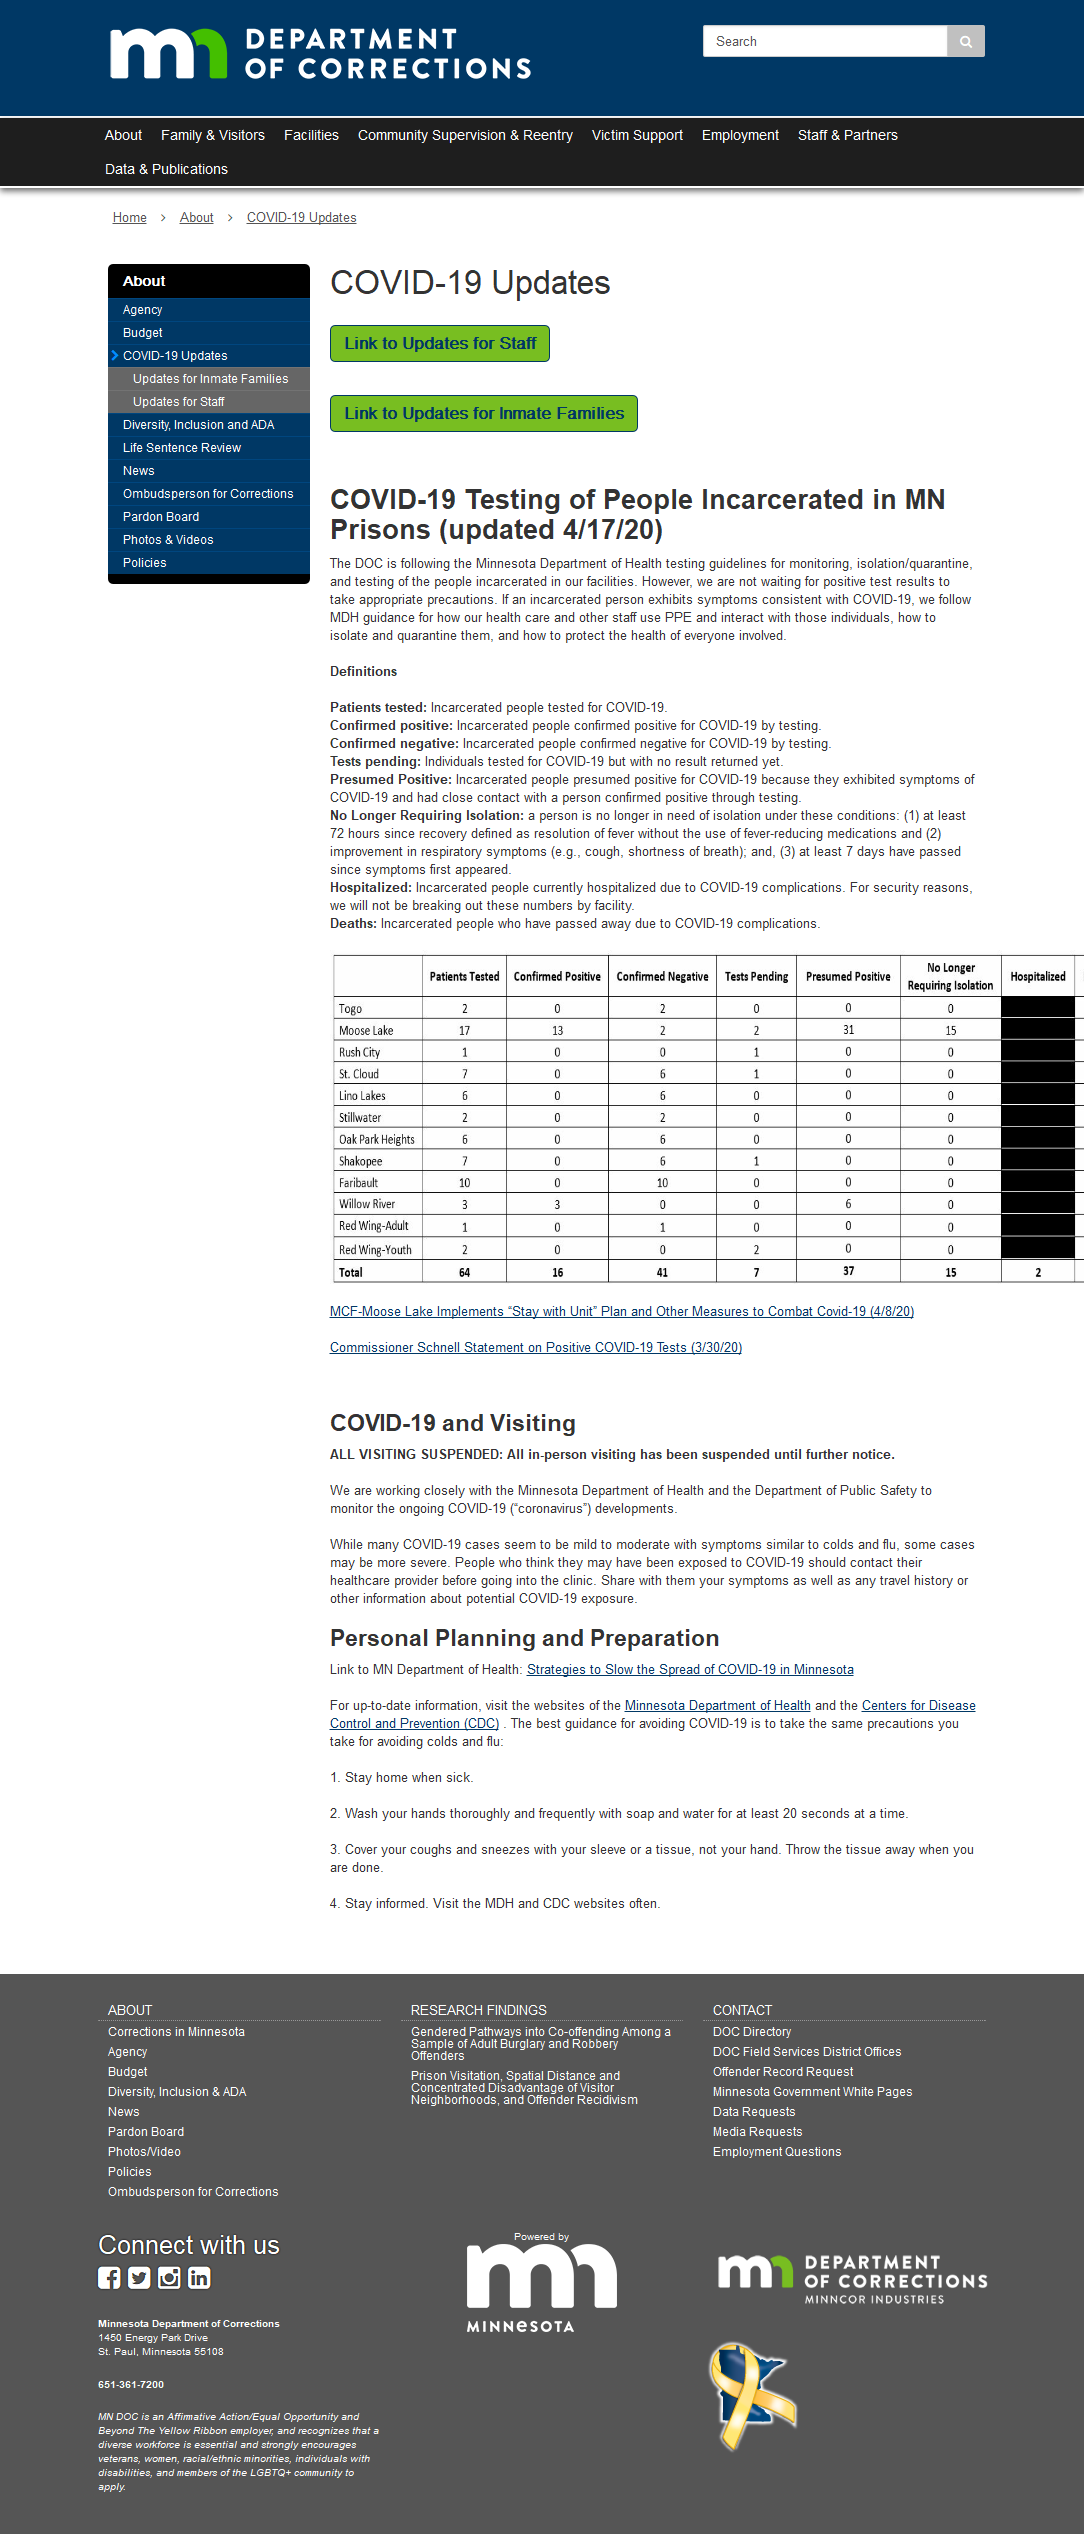 mn DEPARTMENT
OF CORRECTIONS
Search
About Family & Visitors Facilities Community Supervision & Reentry Victim Support Employment Staff & Partners
Data & Publications
Home > About > COVID-19 Updates
About
Agency
Budget
COVID-19 Updates
Updates for Inmate Families
Updates for Staff
Diversity, Inclusion and ADA
Life Sentence Review
News
Ombudsperson for Corrections
Pardon Board
Photos & Videos
Policies
COVID-19 Updates
Link to Updates for Staff
Link to Updates for Inmate Families
COVID-19 Testing of People Incarcerated in MN
Prisons (updated 4/17/20)
The DOC is following the Minnesota Department of Health testing guidelines for monitoring, isolation/quarantine,
and testing of the people incarcerated in our facilities. However, we are not waiting for positive test results to
take appropriate precautions. If an incarcerated person exhibits symptoms consistent with COVID-19, we follow
MDH guidance for how our health care and other staff use PPE and interact with those individuals, how to
isolate and quarantine them, and how to protect the health of everyone involved.
Definitions
Patients tested: Incarcerated people tested for COVID-19.
Confirmed positive: Incarcerated people confirmed positive for COVID-19 by testing.
Confirmed negative: Incarcerated people confirmed negative for COVID-19 by testing.
Tests pending: Individuals tested for COVID-19 but with no result returned yet.
Presumed Positive: Incarcerated people presumed positive for COVID-19 because they exhibited symptoms of
COVID-19 and had close contact with a person confirmed positive through testing.
No Longer Requiring Isolation: a person is no longer in need of isolation under these conditions: (1) at least
72 hours since recovery defined as resolution of fever without the use of fever-reducing medications and (2)
improvement in respiratory symptoms (e.g., cough, shortness of breath); and, (3) at least 7 days have passed
since symptoms first appeared.
Hospitalized: Incarcerated people currently hospitalized due to COVID-19 complications. For security reasons,
we will not be breaking out these numbers by facility.
Deaths: Incarcerated people who have passed away due to COVID-19 complications.
Patients Tested Confirmed Positive Confirmed Negative Tests Pending Presumed Positive No Longer Requiring Isolation Hospitalized
Togo 2 0 2 0 0 0
Moose Lake 17 13 2 2 31 15
Rush City 1 0 0 1 0 0
St. Cloud 7 0 6 1 0 0
Lino Lakes 6 0 6 0 0 0
Stillwater 2 0 2 0 0 0
Oak Park Heights 6 0 6 0 0 0
Shakopee 7 0 6 1 0 0
Faribault 10 0 10 0 0 0
Willow River 3 3 0 0 6 0
Red Wing-Adult 1 0 1 0 0 0
Red Wing-Youth 2 0 0 2 0 0
Total 64 16 41 7 37 15 2
MCF-Moose Lake Implements “Stay with Unit” Plan and Other Measures to Combat Covid-19 (4/8/20)
Commissioner Schnell Statement on Positive COVID-19 Tests (3/30/20)
COVID-19 and Visiting
ALL VISITING SUSPENDED: All in-person visiting has been suspended until further notice.
We are working closely with the Minnesota Department of Health and the Department of Public Safety to
monitor the ongoing COVID-19 (“coronavirus”) developments.
While many COVID-19 cases seem to be mild to moderate with symptoms similar to colds and flu, some cases
may be more severe. People who think they may have been exposed to COVID-19 should contact their
healthcare provider before going into the clinic. Share with them your symptoms as well as any travel history or
other information about potential COVID-19 exposure.
Personal Planning and Preparation
Link to MN Department of Health: Strategies to Slow the Spread of COVID-19 in Minnesota
For up-to-date information, visit the websites of the Minnesota Department of Health and the Centers for Disease
Control and Prevention (CDC) . The best guidance for avoiding COVID-19 is to take the same precautions you
take for avoiding colds and flu:
1. Stay home when sick.
2. Wash your hands thoroughly and frequently with soap and water for at least 20 seconds at a time.
3. Cover your coughs and sneezes with your sleeve or a tissue, not your hand. Throw the tissue away when you
are done.
4. Stay informed. Visit the MDH and CDC websites often.
ABOUT
Corrections in Minnesota
Agency
Budget
Diversity, Inclusion & ADA
News
Pardon Board
Photos/Video
Policies
Ombudsperson for Corrections
RESEARCH FINDINGS
Gendered Pathways into Co-offending Among a
Sample of Adult Burglary and Robbery
Offenders
Prison Visitation, Spatial Distance and
Concentrated Disadvantage of Visitor
Neighborhoods, and Offender Recidivism
CONTACT
DOC Directory
DOC Field Services District Offices
Offender Record Request
Minnesota Government White Pages
Data Requests
Media Requests
Employment Questions
Connect with us
Minnesota Department of Corrections
1450 Energy Park Drive
St. Paul, Minnesota 55108
651-361-7200
MN DOC is an Affirmative Action/Equal Opportunity and
Beyond The Yellow Ribbon employer, and recognizes that a
diverse workforce is essential and strongly encourages
veterans, women, racial/ethnic minorities, individuals with
disabilities, and members of the LGBTQ+ community to
apply.
Powered by
mn
MINNESOTA
mn DEPARTMENT
OF CORRECTIONS
MINNCOR INDUSTRIES